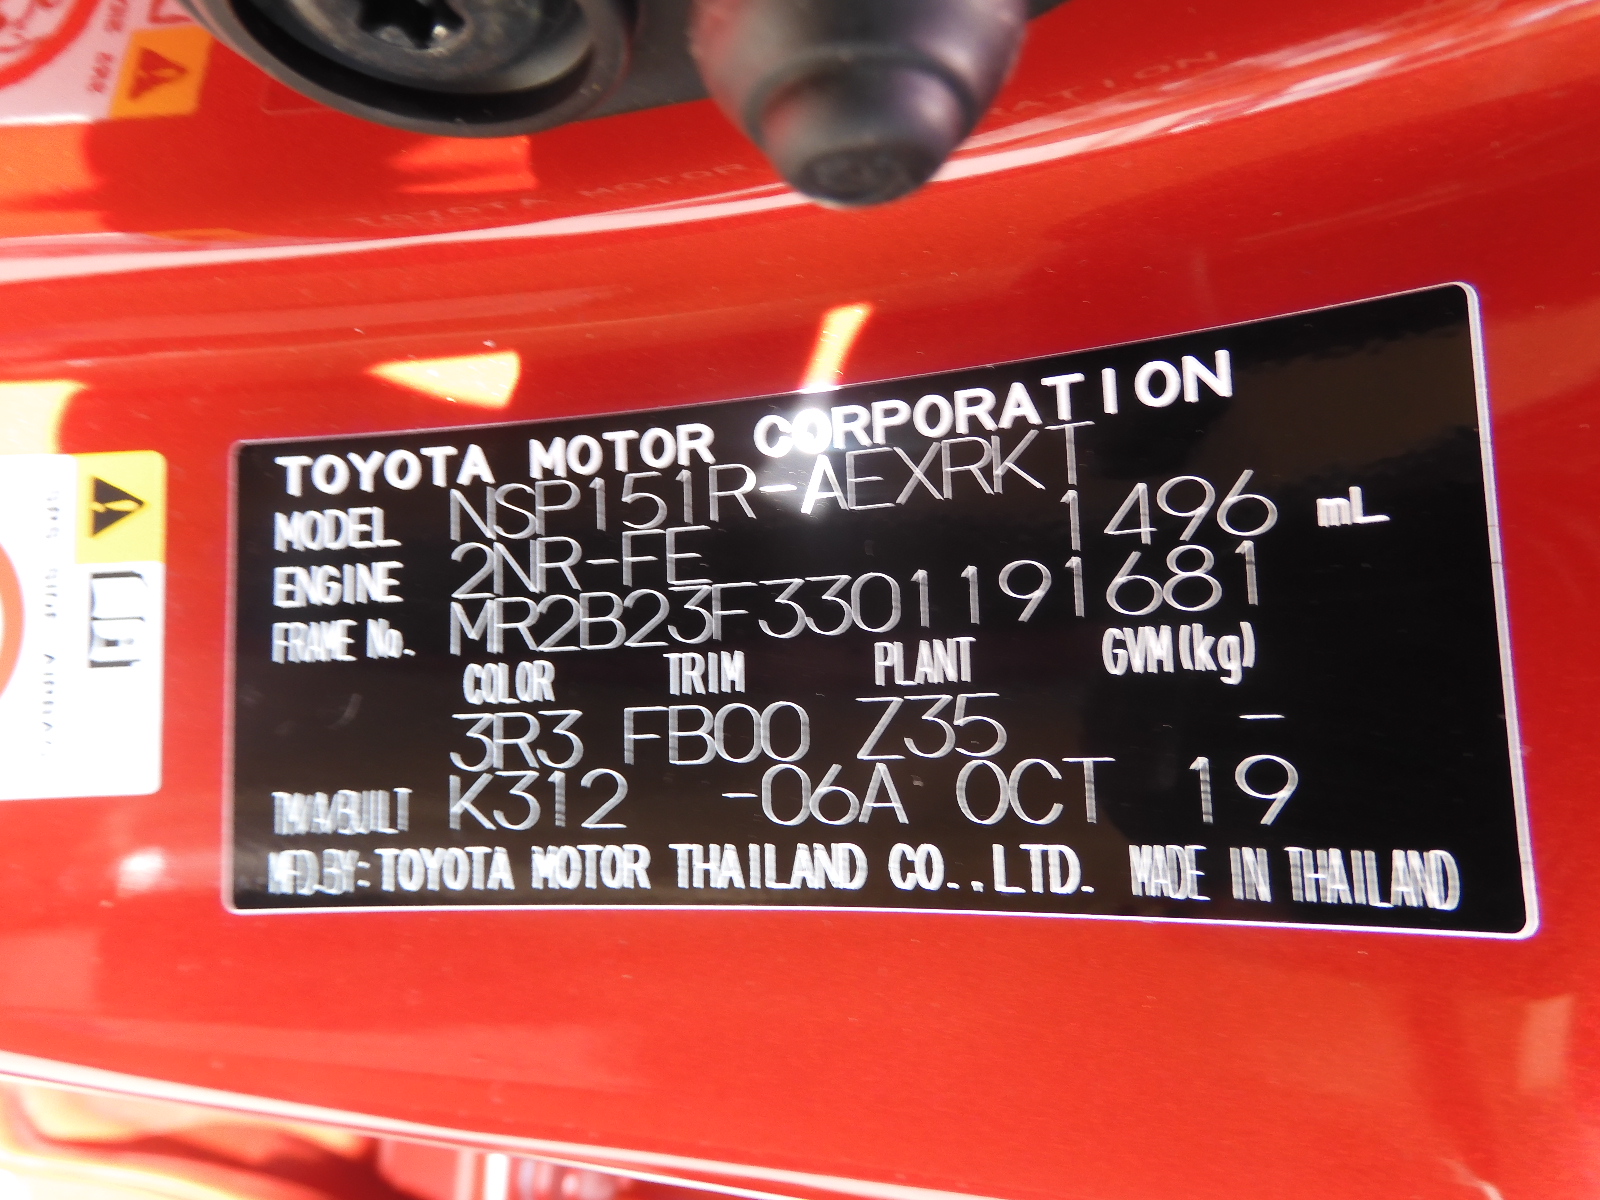 TOYOTA MOTOR CORPORATION
MODEL NSP151R-AEXRKT
ENGINE 2NR-FE 1496 mL
FRAME No. MR2B23F3301191681
COLOR TRIM PLANT GVM(kg)
3R3 FB00 Z35 -
TM/A/BUILT K312 -06A OCT 19
MFD.BY:TOYOTA MOTOR THAILAND CO.,LTD. MADE IN THAILAND